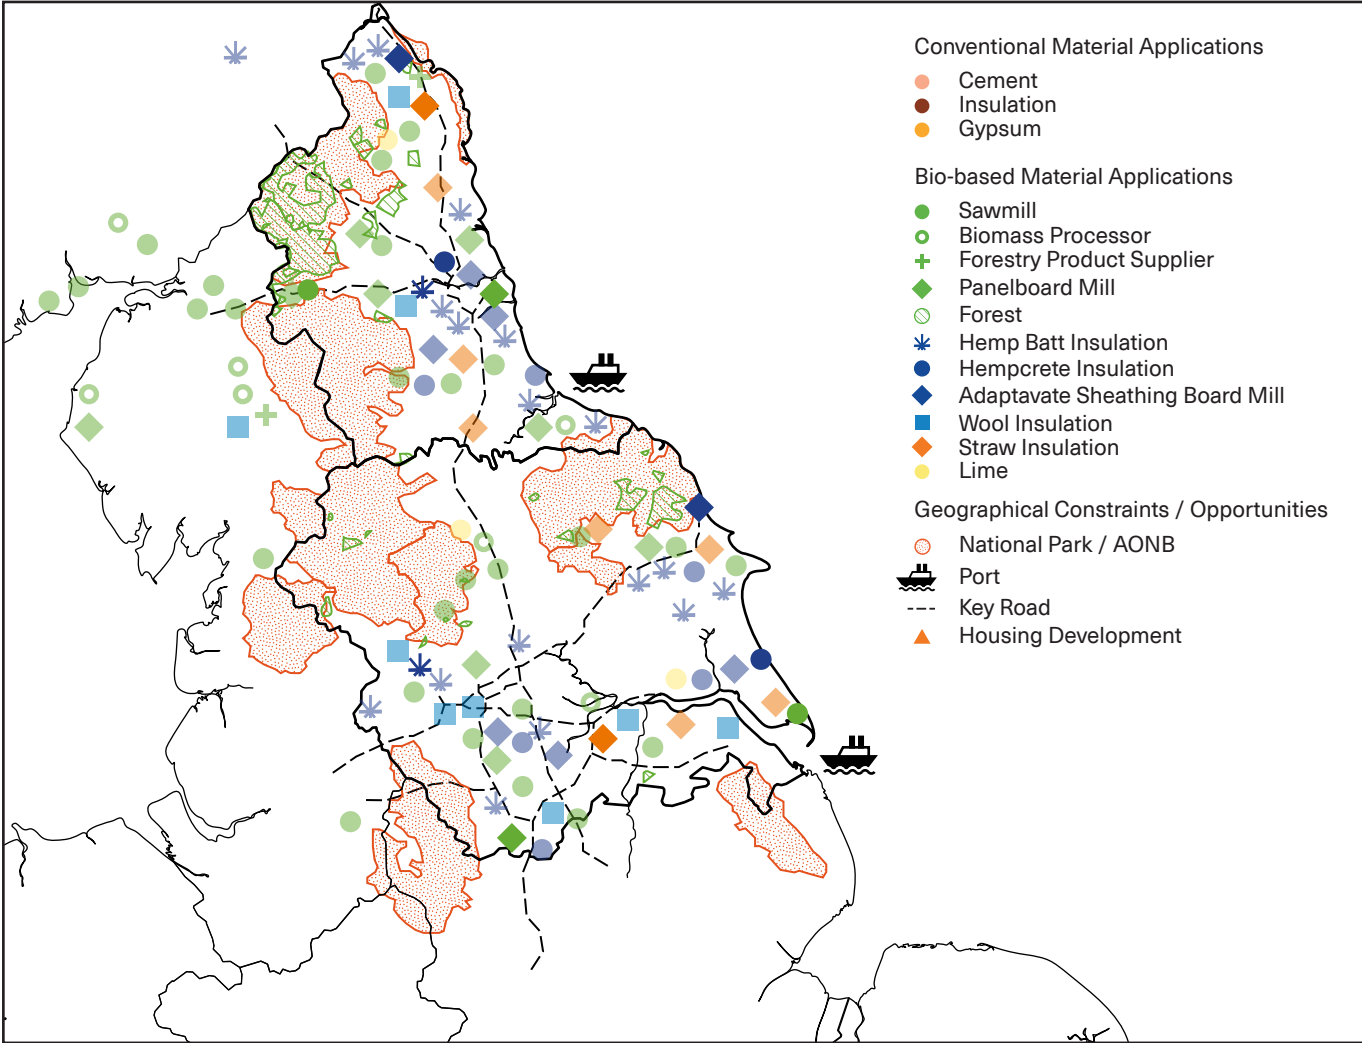 Conventional Material Applications
Cement
Insulation
Gypsum
Bio-based Material Applications
Sawmill
Biomass Processor
Forestry Product Supplier
Panelboard Mill
Forest
Hemp Batt Insulation
Hempcrete Insulation
Adaptavate Sheathing Board Mill
Wool Insulation
Straw Insulation
Lime
Geographical Constraints / Opportunities
National Park / AONB
Port
Key Road
Housing Development